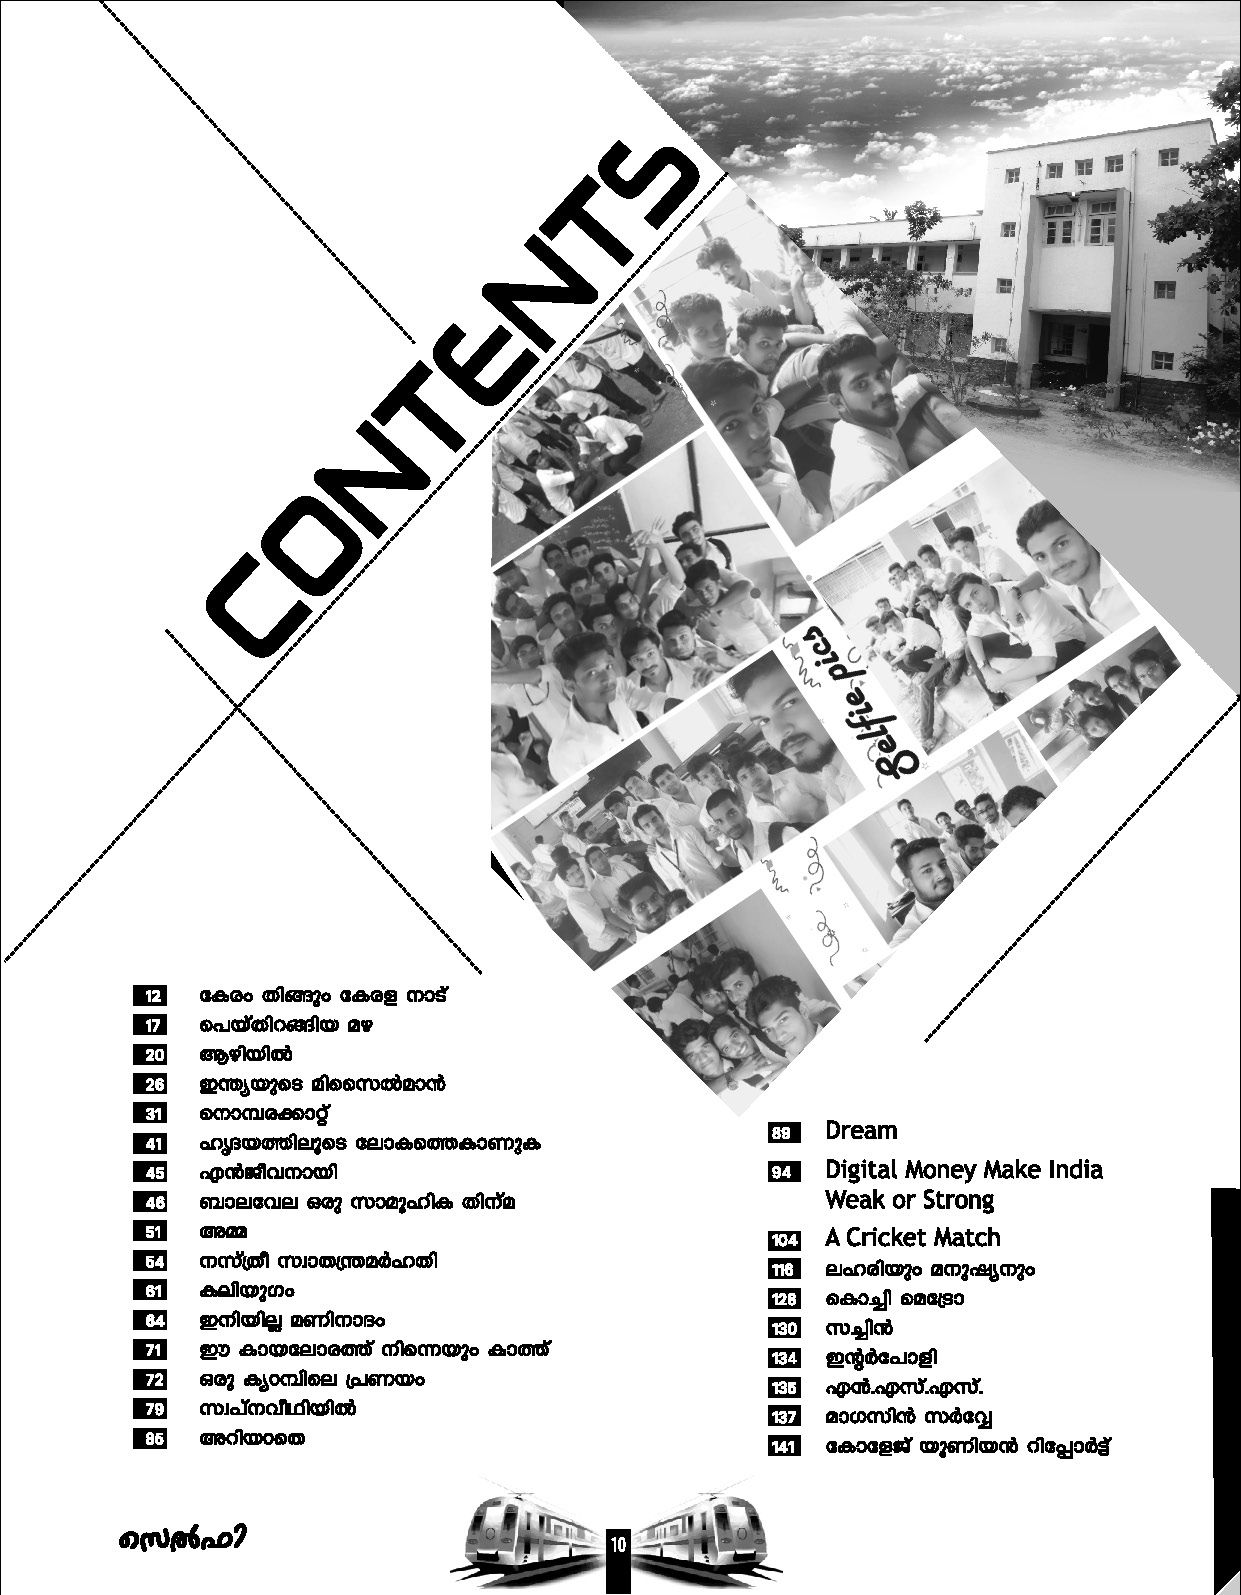 CONTENTS
Selfie pics
12 കേരം തിങ്ങും കേരള നാട്
17 പെയ്തിറങ്ങിയ മഴ
20 ആഴിയിൽ
26 ഇന്ത്യയുടെ മിസൈൽമാൻ
31 നൊമ്പരക്കാറ്റ്
41 ഹൃദയത്തിലൂടെ ലോകത്തെകാണുക
45 എൻജീവനായി
46 ബാലവേല ഒരു സാമൂഹിക തിന്മ
51 അമ്മ
54 നസ്ത്രീ സ്വാതന്ത്രമർഹതി
61 കലിയുഗം
64 ഇനിയില്ല മണിനാദം
71 ഈ കായലോരത്ത് നിന്നെയും കാത്ത്
72 ഒരു ക്യാമ്പിലെ പ്രണയം
79 സ്വപ്നവീഥിയിൽ
85 അറിയാതെ
89 Dream
94 Digital Money Make India
Weak or Strong
104 A Cricket Match
116 ലഹരിയും മനുഷ്യനും
126 കൊച്ചി മെട്രോ
130 സച്ചിൻ
134 ഇന്റർപോളി
135 എൻ.എസ്.എസ്.
137 മാഗസിൻ സർവ്വേ
141 കോളേജ് യൂണിയൻ റിപ്പോർട്ട്
സെൽഫി
10